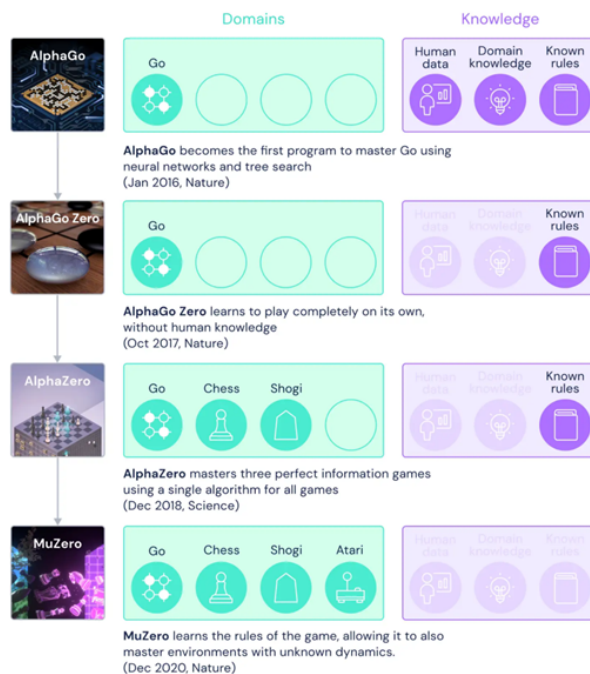 Domains
Knowledge
AlphaGo
Go
Human data
Domain knowledge
Known rules
AlphaGo becomes the first program to master Go using
neural networks and tree search
(Jan 2016, Nature)
AlphaGo Zero
Go
Human data
Domain knowledge
Known rules
AlphaGo Zero learns to play completely on its own,
without human knowledge
(Oct 2017, Nature)
AlphaZero
Go
Chess
Shogi
Human data
Domain knowledge
Known rules
AlphaZero masters three perfect information games
using a single algorithm for all games
(Dec 2018, Science)
MuZero
Go
Chess
Shogi
Atari
Human data
Domain knowledge
Known rules
MuZero learns the rules of the game, allowing it to also
master environments with unknown dynamics.
(Dec 2020, Nature)